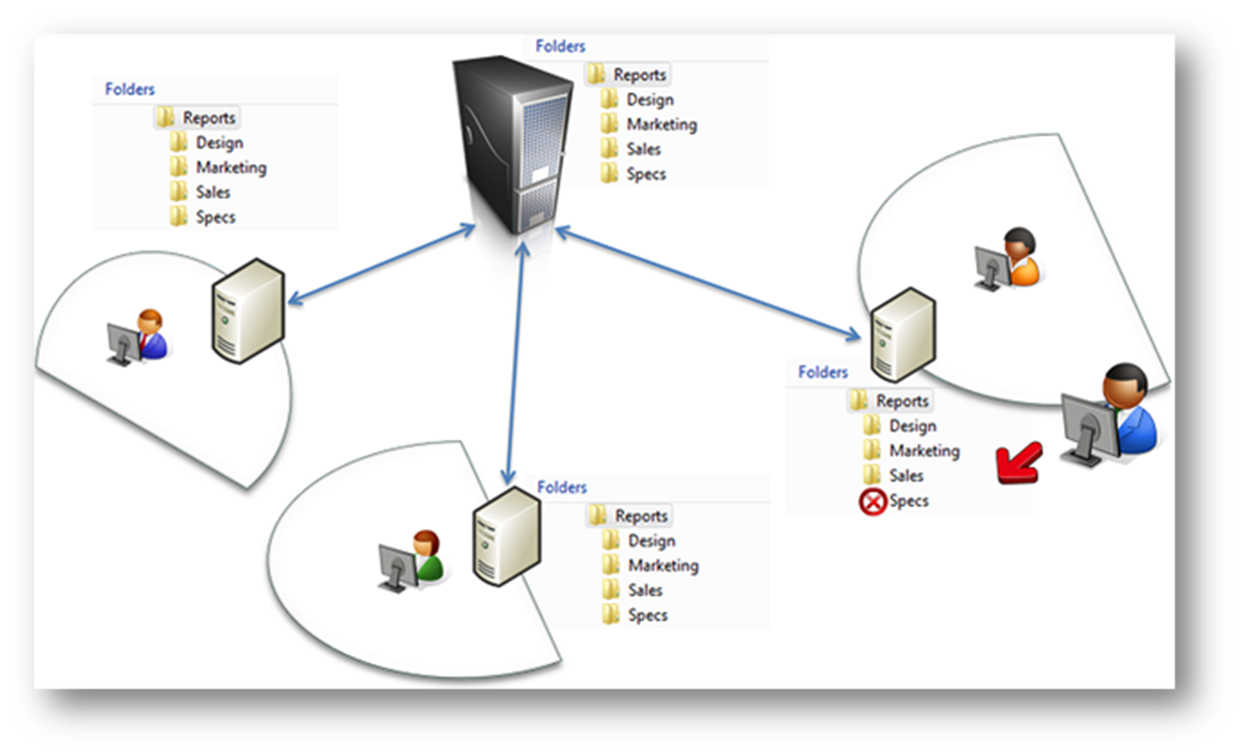 Folders
Reports
Design
Marketing
Sales
Specs
Folders
Reports
Design
Marketing
Sales
Specs
Folders
Reports
Design
Marketing
Sales
Specs
Folders
Reports
Design
Marketing
Sales
Specs